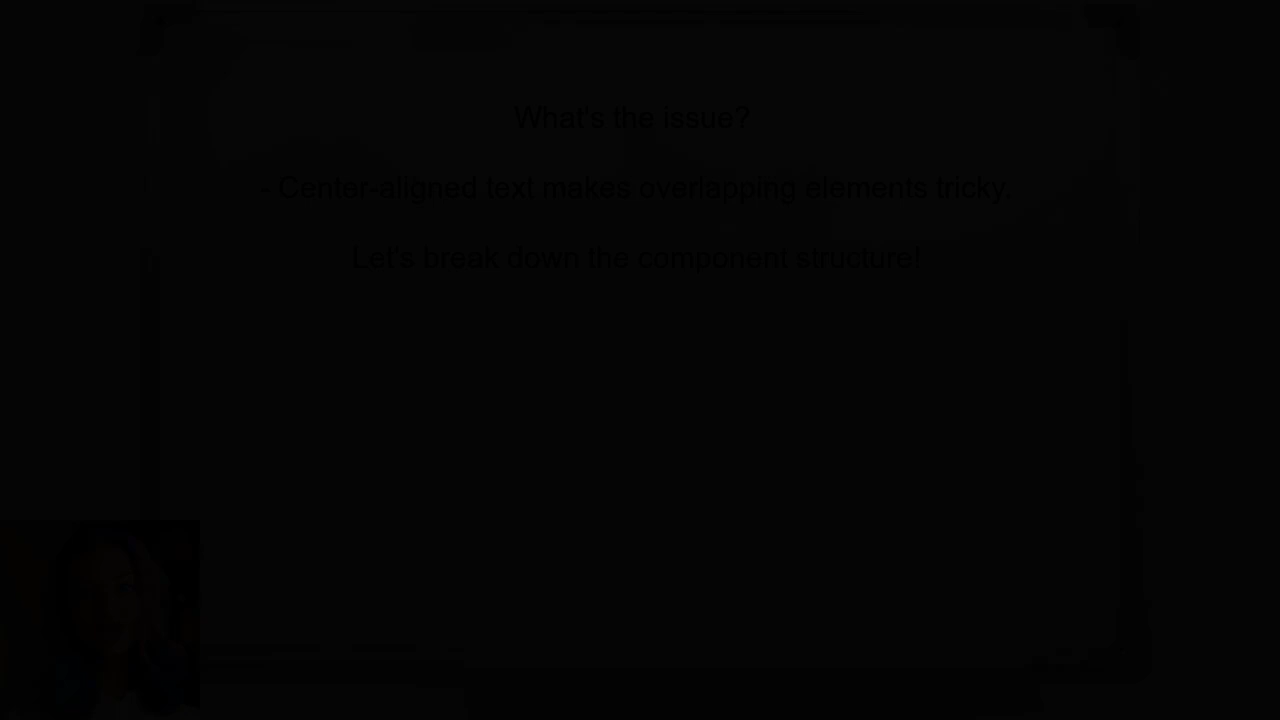 What's the issue?
- Center-aligned text makes overlapping elements tricky.
Let's break down the component structure!